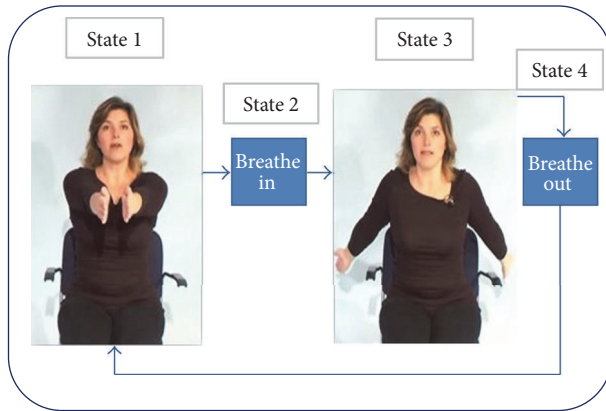 State 1
State 3
State 4
State 2
Breathe
in
Breathe
out